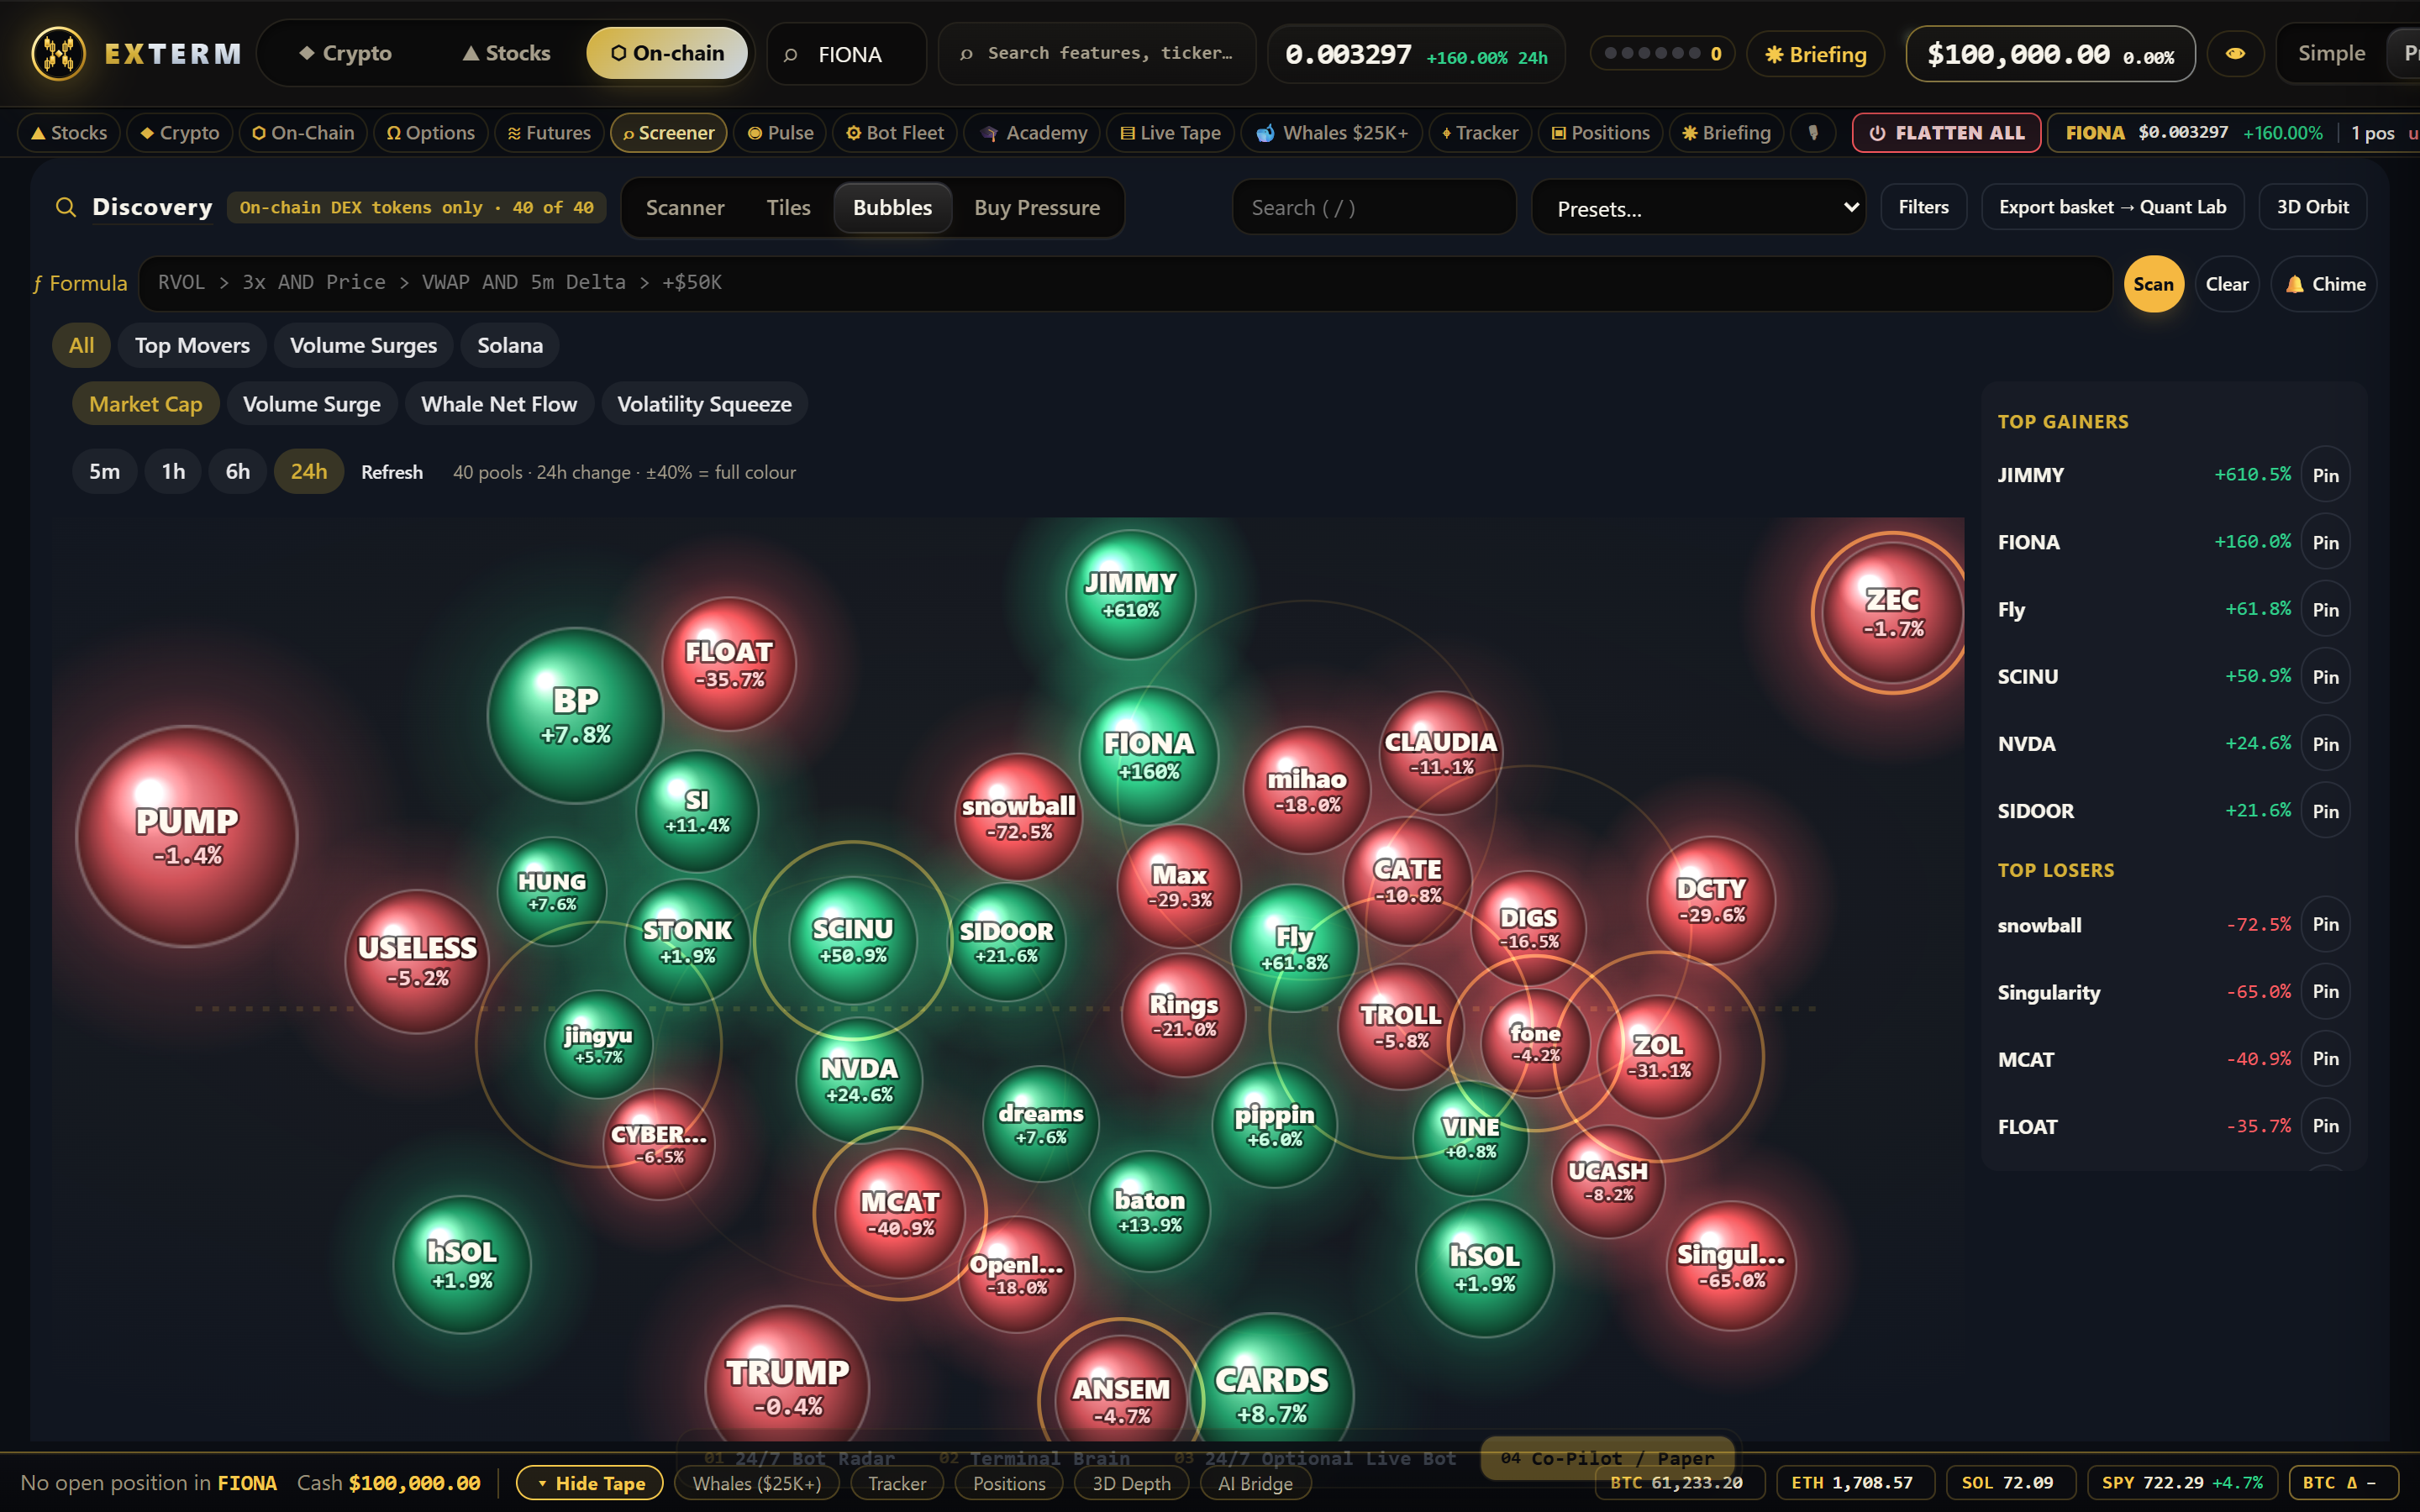 EXTERM
Crypto
Stocks
On-chain
FIONA
Search features, ticker…
0.003297 +160.00% 24h
0
Briefing
$100,000.00 0.00%
Simple
Stocks
Crypto
On-Chain
Options
Futures
Screener
Pulse
Bot Fleet
Academy
Live Tape
Whales $25K+
Tracker
Positions
Briefing
FLATTEN ALL
FIONA $0.003297 +160.00% 1 pos
Discovery
On-chain DEX tokens only · 40 of 40
Scanner
Tiles
Bubbles
Buy Pressure
Search ( / )
Presets...
Filters
Export basket → Quant Lab
3D Orbit
ƒ Formula
RVOL > 3x AND Price > VWAP AND 5m Delta > +$50K
Scan
Clear
Chime
All
Top Movers
Volume Surges
Solana
Market Cap
Volume Surge
Whale Net Flow
Volatility Squeeze
5m
1h
6h
24h
Refresh
40 pools · 24h change · ±40% = full colour
JIMMY
+610%
ZEC
-1.7%
FLOAT
-35.7%
BP
+7.8%
FIONA
+160%
CLAUDIA
-11.1%
mihao
-18.0%
PUMP
-1.4%
SI
+11.4%
snowball
-72.5%
Max
-29.3%
CATE
-10.8%
HUNG
+7.6%
DCTY
-29.6%
DIGS
-16.5%
STONK
+1.9%
SCINU
+50.9%
SIDOOR
+21.6%
Fly
+61.8%
USELESS
-5.2%
Rings
-21.0%
TROLL
-5.8%
fone
-4.2%
ZOL
-31.1%
jingyu
+5.7%
NVDA
+24.6%
dreams
+7.6%
pippin
+6.0%
VINE
+0.8%
CYBER...
-6.5%
UCASH
-8.2%
MCAT
-40.9%
baton
+13.9%
hSOL
+1.9%
Openl...
-18.0%
hSOL
+1.9%
Singul...
-65.0%
TRUMP
-0.4%
ANSEM
-4.7%
CARDS
+8.7%
TOP GAINERS
JIMMY +610.5% Pin
FIONA +160.0% Pin
Fly +61.8% Pin
SCINU +50.9% Pin
NVDA +24.6% Pin
SIDOOR +21.6% Pin
TOP LOSERS
snowball -72.5% Pin
Singularity -65.0% Pin
MCAT -40.9% Pin
FLOAT -35.7% Pin
01 24/7 Bot Radar
02 Terminal Brain
03 24/7 Optional Live Bot
04 Co-Pilot / Paper
No open position in FIONA
Cash $100,000.00
Hide Tape
Whales ($25K+)
Tracker
Positions
3D Depth
AI Bridge
BTC 61,233.20
ETH 1,708.57
SOL 72.09
SPY 722.29 +4.7%
BTC Δ –